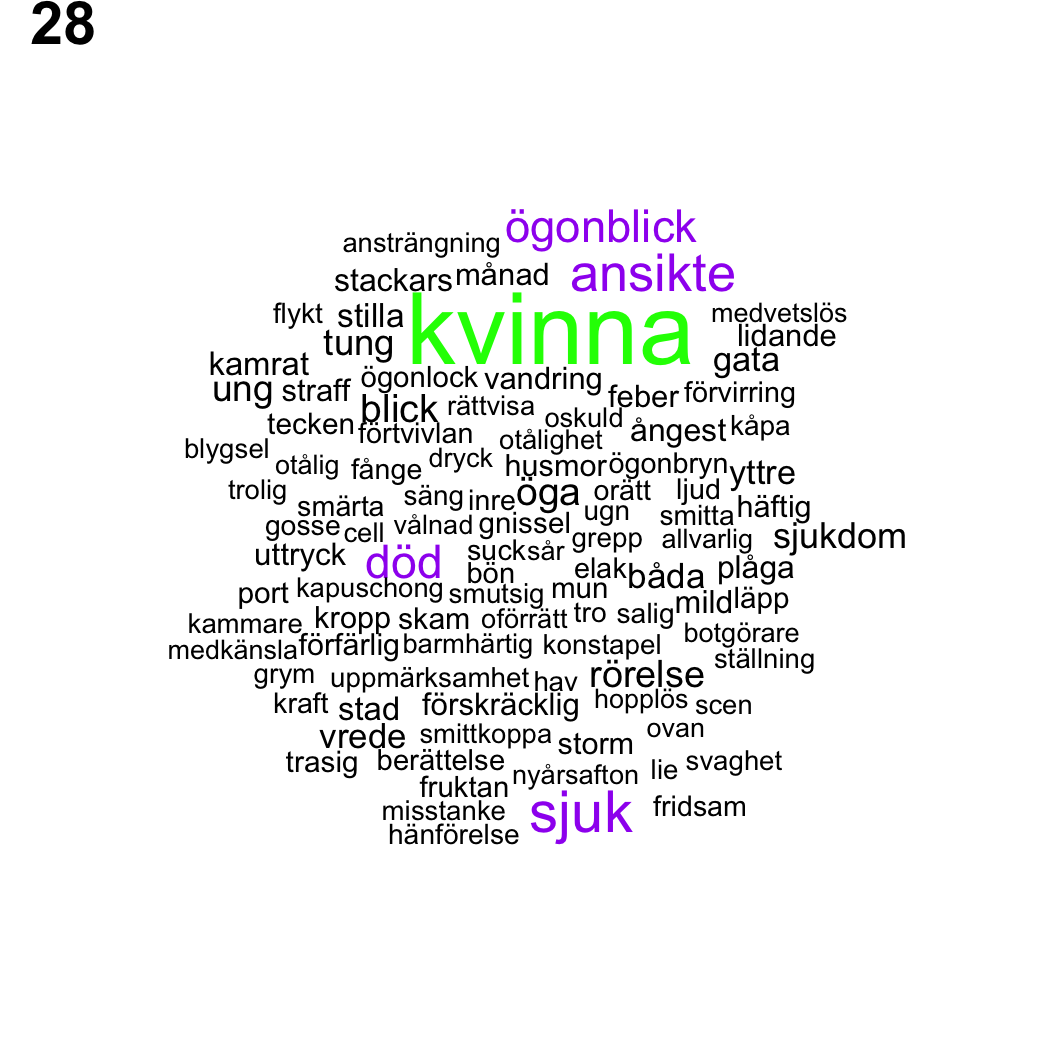 28
ansträngning ögonblick
stackars månad ansikte
flykt stilla kvinna medvetslös
tung lidande
kamrat gata
ung straff ögonlock vandring feber förvirring
blick rättvisa oskuld
tecken förtvivlan otålighet ångest kåpa
blygsel otålig fånge dryck husmor ögonbryn yttre
trolig smärta säng inre öga orätt ljud
gosse cell vålnad gnissel ugn smitta häftig
uttryck död suck sår grepp allvarlig sjukdom
port kapuschong bön elak båda plåga
smutsig mun
kammare kropp skam oförrätt tro salig mild läpp
medkänsla förfärlig barmhärtig konstapel botgörare
grym uppmärksamhet hav rörelse ställning
kraft stad förskräcklig hopplös scen
vrede smittkoppa storm ovan
trasig berättelse nyårsafton lie svaghet
fruktan
misstanke sjuk fridsam
hänförelse